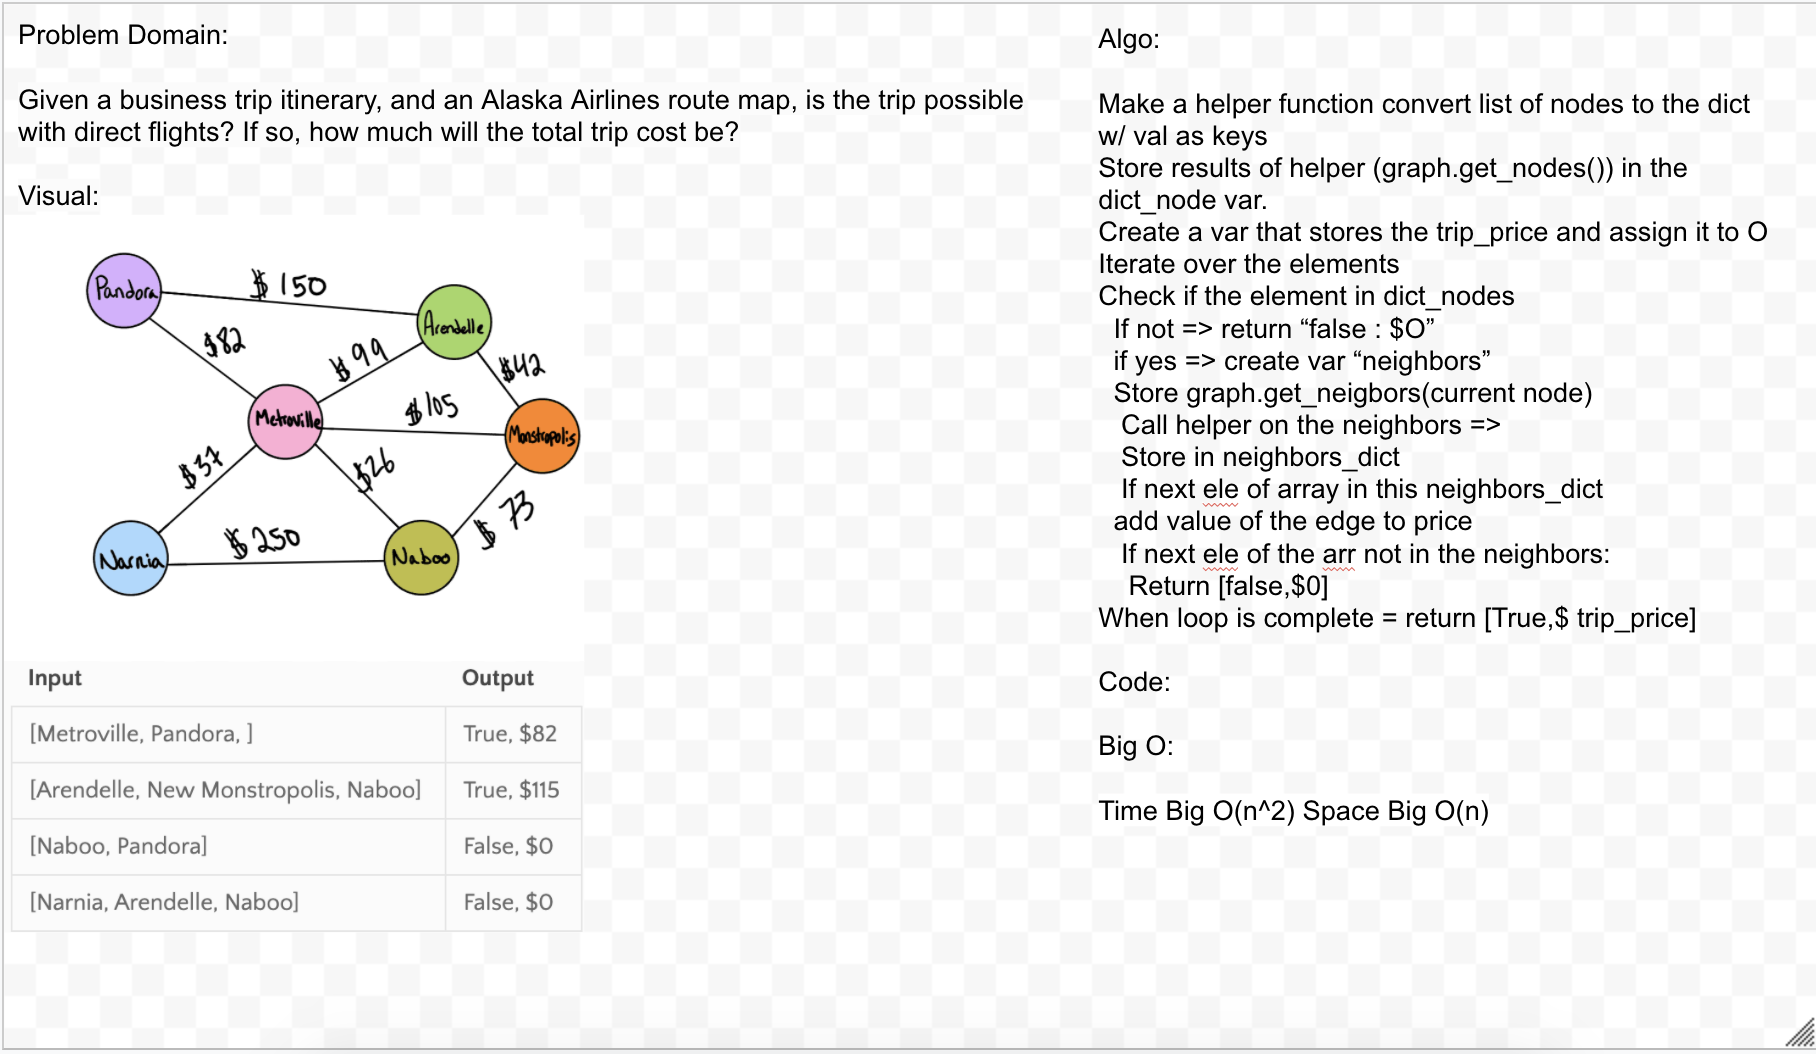 Problem Domain:
Given a business trip itinerary, and an Alaska Airlines route map, is the trip possible
with direct flights? If so, how much will the total trip cost be?
Visual:
Pandora
$150
Arendelle
$82
$99
$42
Metroville
$105
Monstropolis
$37
$26
$73
Narnia
$250
Naboo
Input Output
[Metroville, Pandora, ] True, $82
[Arendelle, New Monstropolis, Naboo] True, $115
[Naboo, Pandora] False, $0
[Narnia, Arendelle, Naboo] False, $0
Algo:
Make a helper function convert list of nodes to the dict
w/ val as keys
Store results of helper (graph.get_nodes()) in the
dict_node var.
Create a var that stores the trip_price and assign it to O
Iterate over the elements
Check if the element in dict_nodes
If not => return “false : $O”
if yes => create var “neighbors”
Store graph.get_neigbors(current node)
Call helper on the neighbors =>
Store in neighbors_dict
If next ele of array in this neighbors_dict
add value of the edge to price
If next ele of the arr not in the neighbors:
Return [false,$0]
When loop is complete = return [True,$ trip_price]
Code:
Big O:
Time Big O(n^2) Space Big O(n)